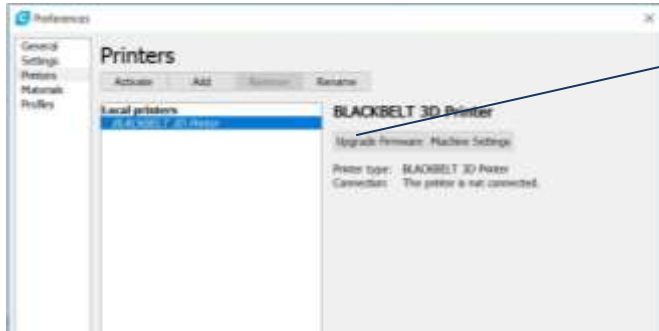 Preferences
General
Settings
Printers
Materials
Profiles
Printers
Activate Add Remove Rename
Local printers
BLACKBELT 3D Printer
BLACKBELT 3D Printer
Upgrade Firmware Machine Settings
Printer type: BLACKBELT 3D Printer
Connection: The printer is not connected.